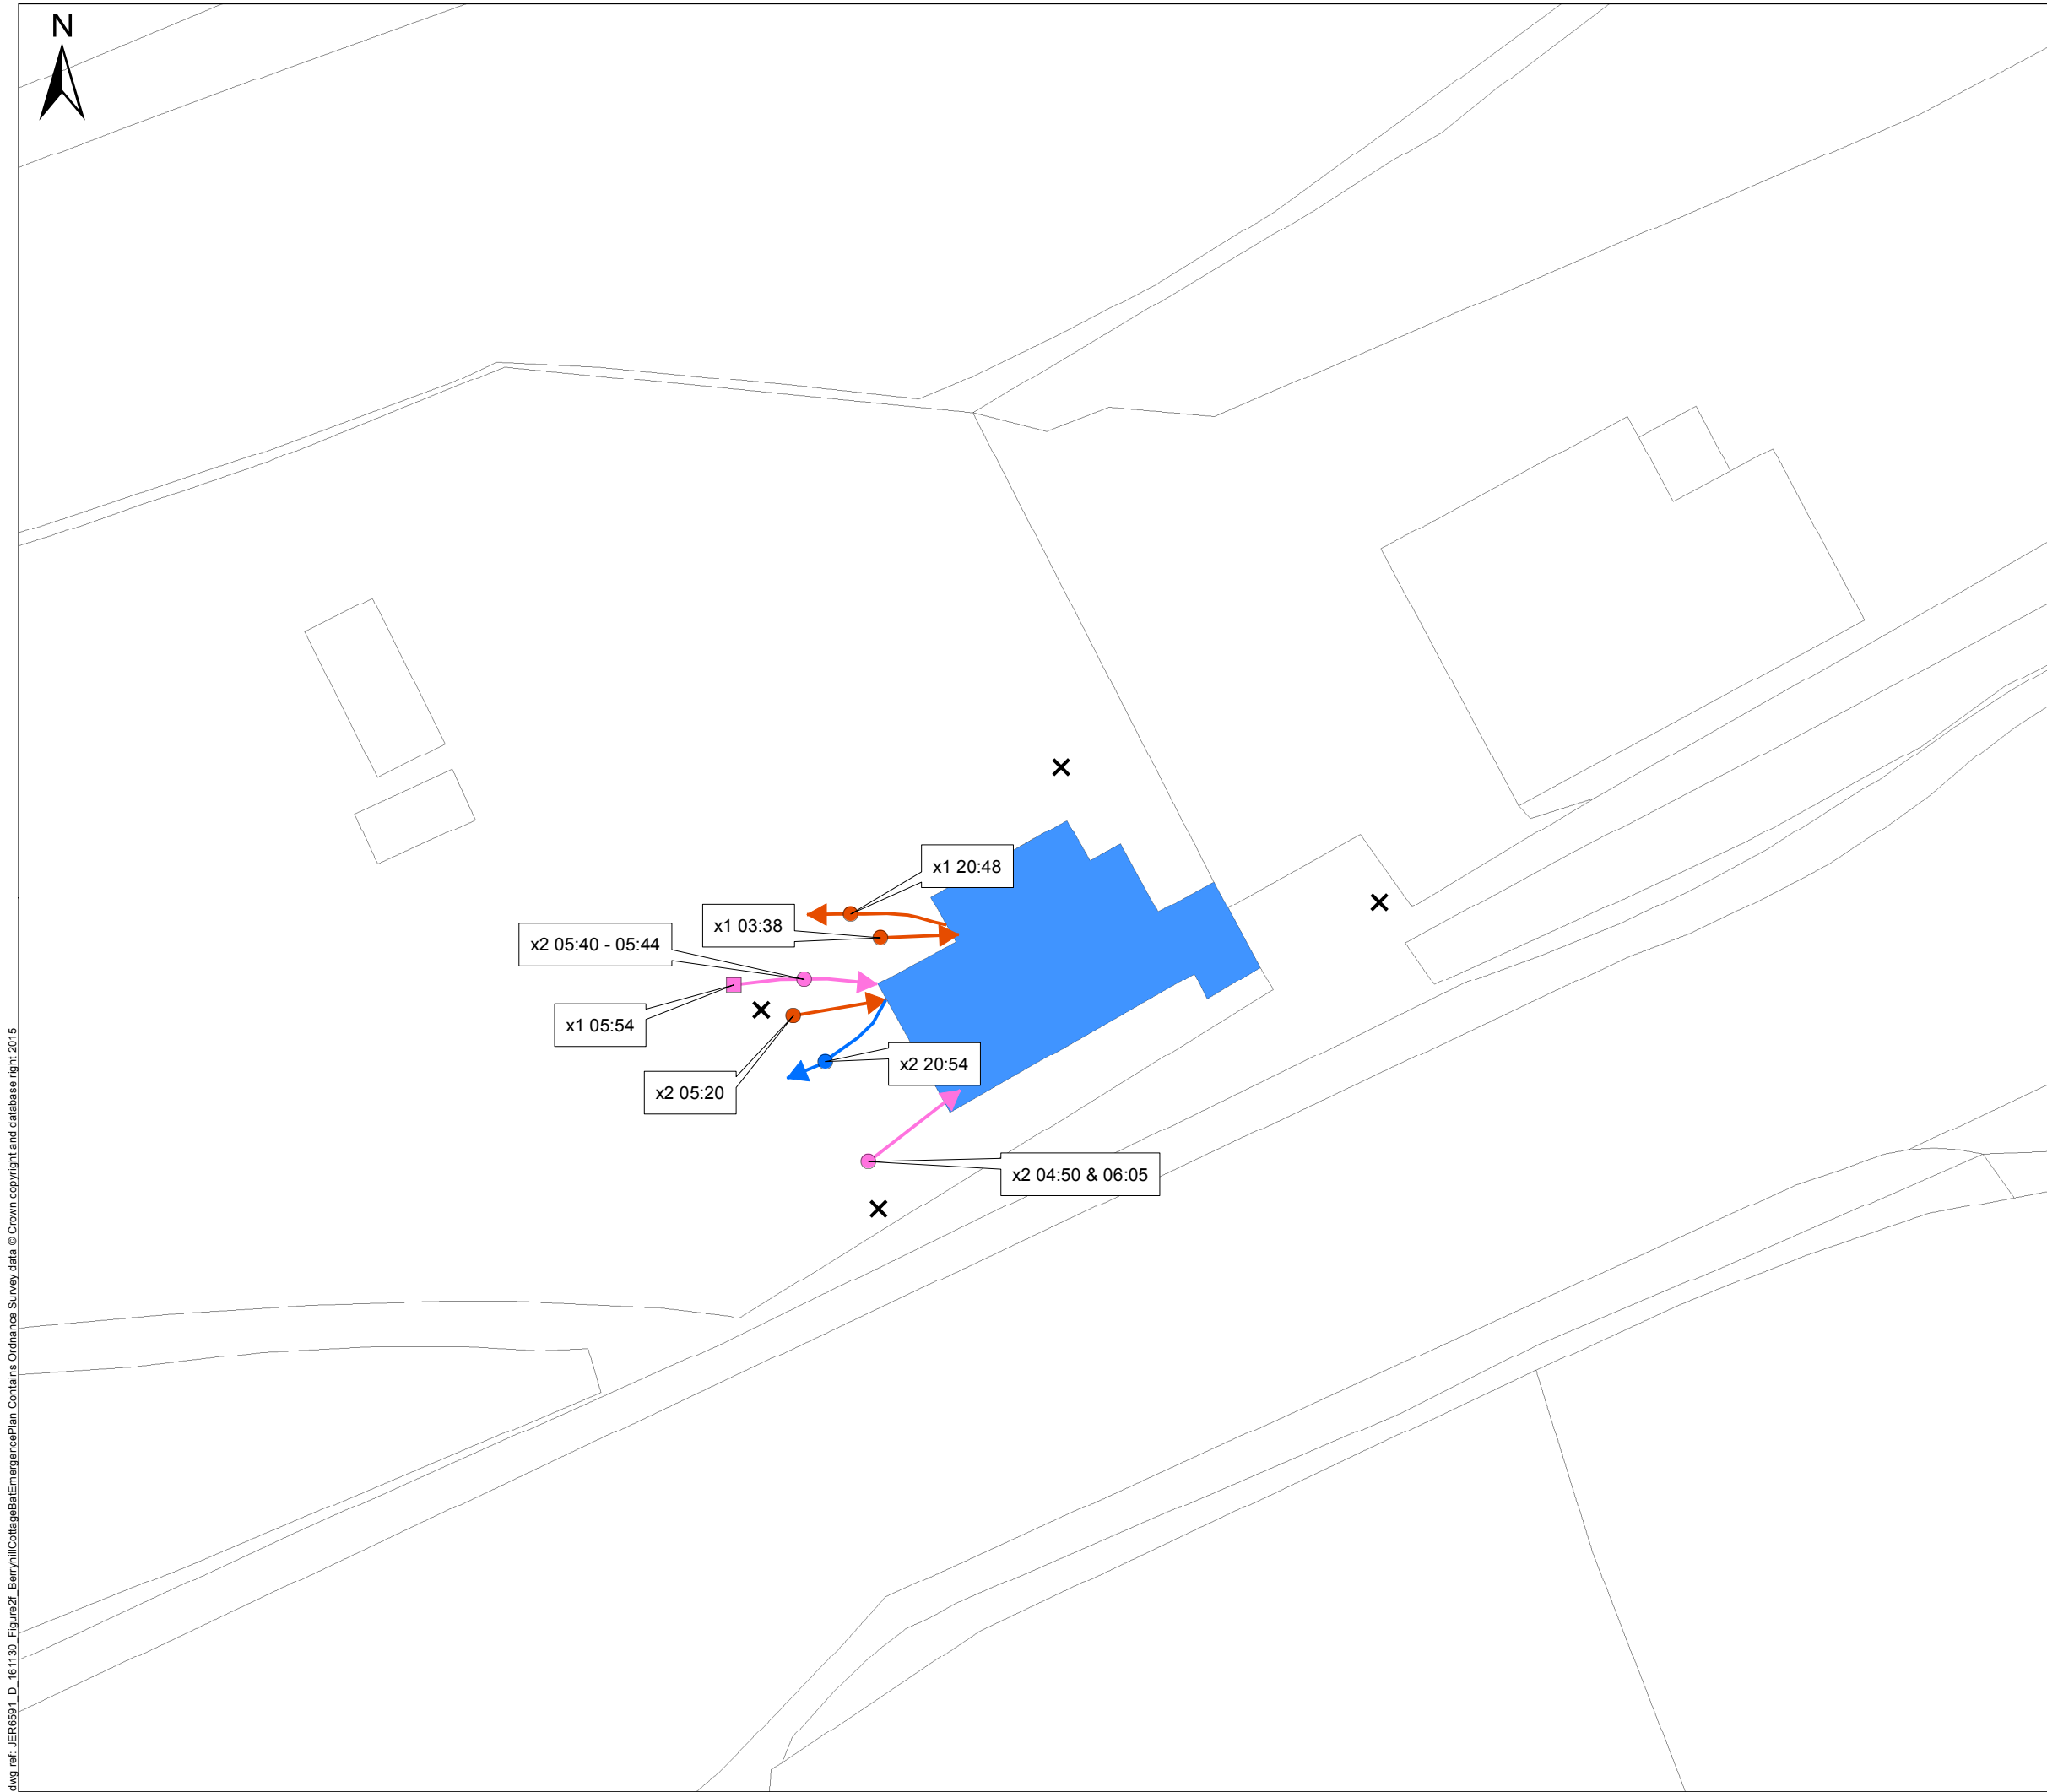 N
x1 20:48
x1 03:38
x2 05:40 - 05:44
x1 05:54
x2 20:54
x2 05:20
x2 04:50 & 06:05
dwg ref: JER6591_D_161130_Figure2f_BerryhillCottageBatEmergencePlan Contains Ordnance Survey data © Crown copyright and database right 2015